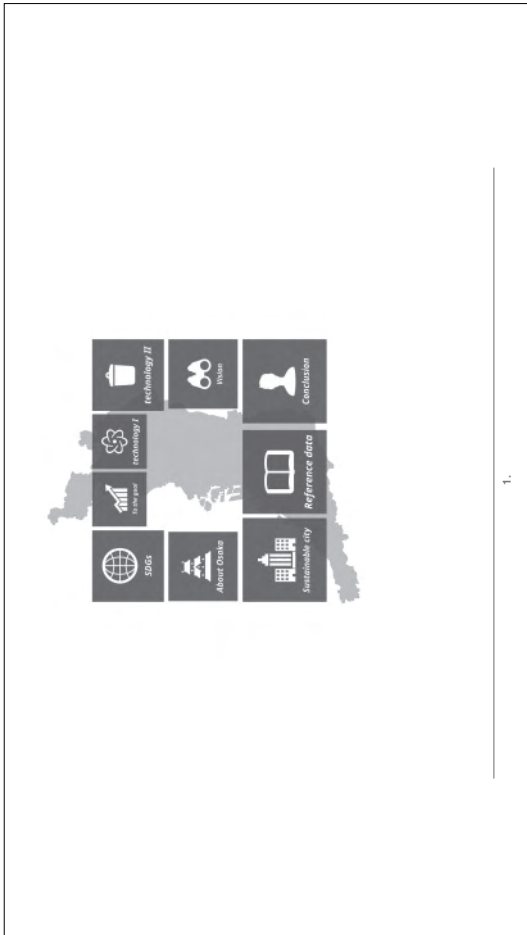 SDGs
To the goal
technology I
technology II
About Osaka
Vision
Sustainable city
Reference data
Conclusion
1.